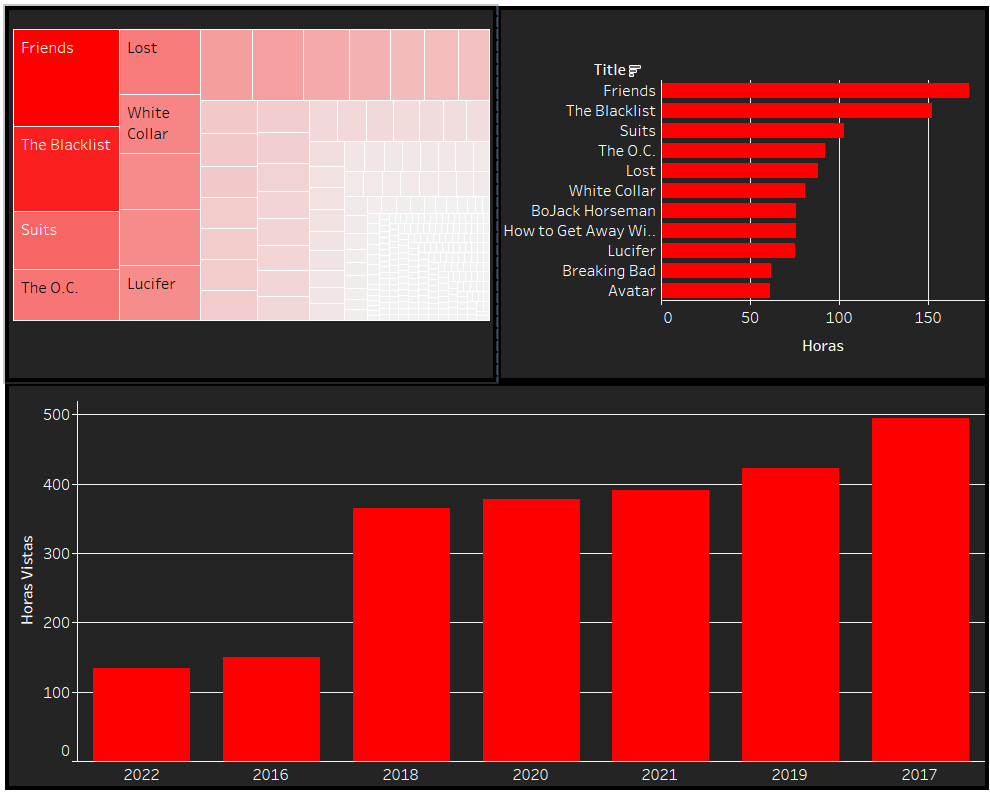 Friends
Lost
White
Collar
The Blacklist
Suits
The O.C.
Lucifer
Title
Friends
The Blacklist
Suits
The O.C.
Lost
White Collar
BoJack Horseman
How to Get Away Wi..
Lucifer
Breaking Bad
Avatar
0 50 100 150
Horas
Horas Vistas
500
400
300
200
100
0
2022 2016 2018 2020 2021 2019 2017